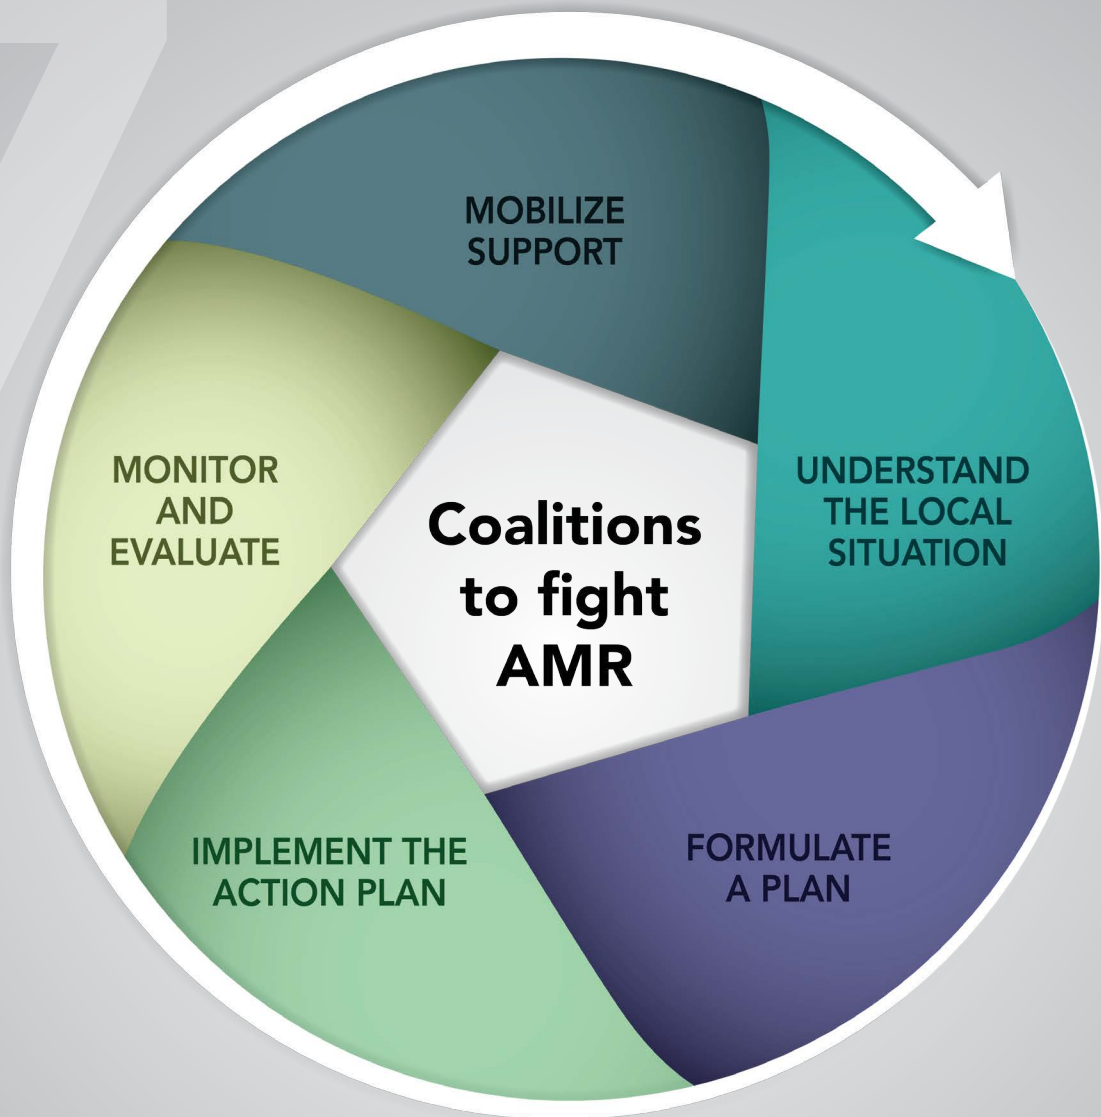 7
MOBILIZE
SUPPORT
UNDERSTAND
THE LOCAL
SITUATION
FORMULATE
A PLAN
IMPLEMENT THE
ACTION PLAN
MONITOR
AND
EVALUATE
Coalitions
to fight
AMR